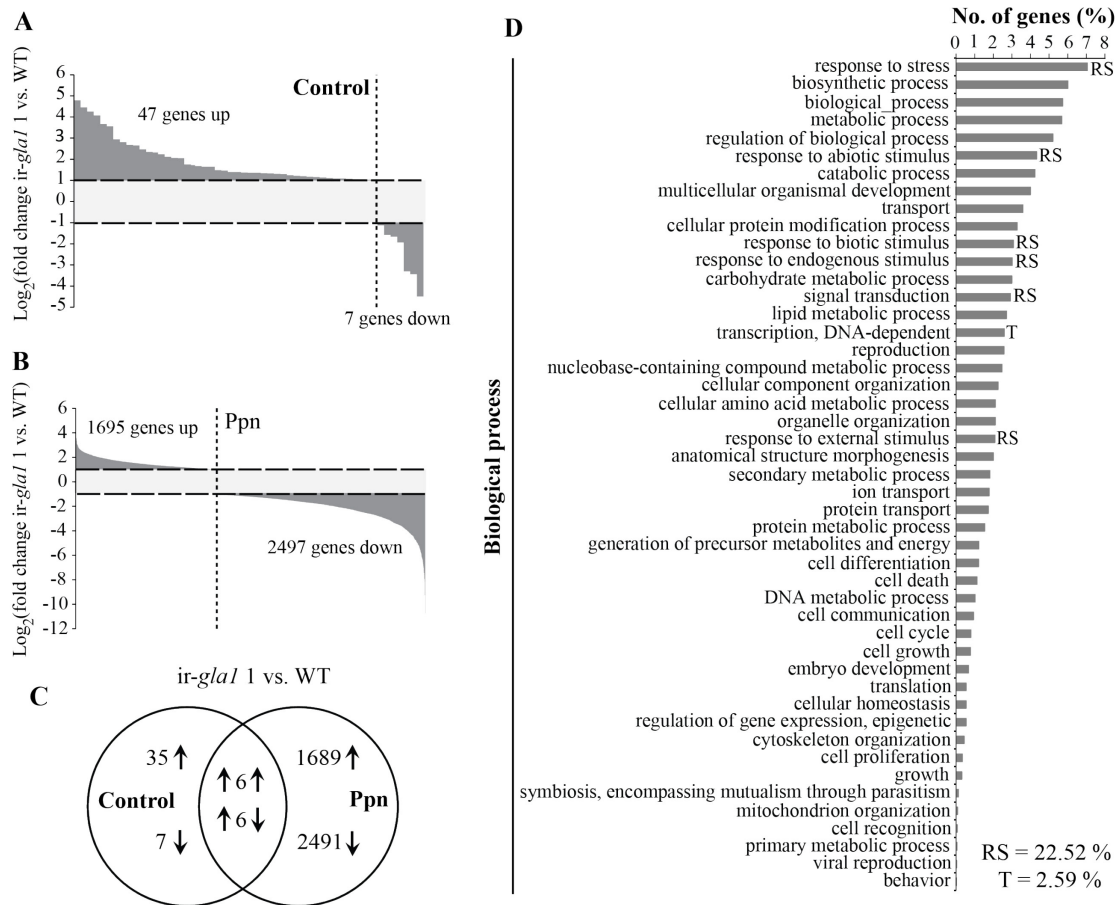 A
Log2(fold change ir-gla1 1 vs. WT)
6
5
4
3
2
1
0
-1
-2
-3
-4
-5
47 genes up
Control
7 genes down
B
Log2(fold change ir-gla1 1 vs. WT)
6
4
2
0
-2
-4
-6
-8
-10
-12
1695 genes up
Ppn
2497 genes down
C
ir-gla1 1 vs. WT
35 ↑
Control
7 ↓
↑ 6 ↑
↑ 6 ↓
1689 ↑
Ppn
2491 ↓
D
No. of genes (%)
0 1 2 3 4 5 6 7 8
Biological process
response to stress RS
biosynthetic process
biological_process
metabolic process
regulation of biological process
response to abiotic stimulus RS
catabolic process
multicellular organismal development
transport
cellular protein modification process
response to biotic stimulus RS
response to endogenous stimulus RS
carbohydrate metabolic process
signal transduction RS
lipid metabolic process
transcription, DNA-dependent T
reproduction
nucleobase-containing compound metabolic process
cellular component organization
cellular amino acid metabolic process
organelle organization
response to external stimulus RS
anatomical structure morphogenesis
secondary metabolic process
ion transport
protein transport
protein metabolic process
generation of precursor metabolites and energy
cell differentiation
cell death
DNA metabolic process
cell communication
cell cycle
cell growth
embryo development
translation
cellular homeostasis
regulation of gene expression, epigenetic
cytoskeleton organization
cell proliferation
growth
symbiosis, encompassing mutualism through parasitism
mitochondrion organization
cell recognition
primary metabolic process
viral reproduction
behavior
RS = 22.52 %
T = 2.59 %